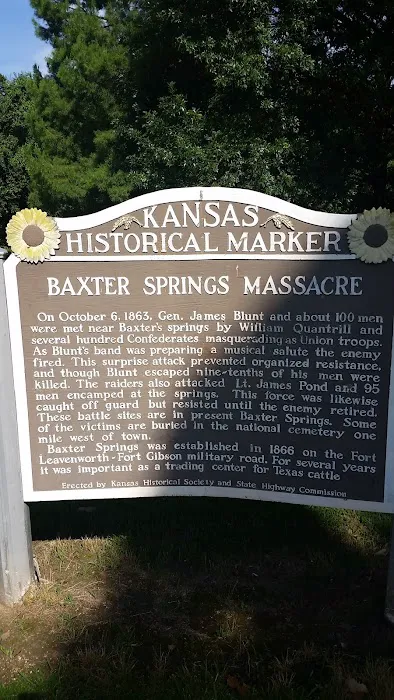 KANSAS
HISTORICAL MARKER
BAXTER SPRINGS MASSACRE
On October 6, 1863, Gen. James Blunt and about 100 men
were met near Baxter's springs by William Quantrill and
several hundred Confederates masquerading as Union troops.
As Blunt's band was preparing a musical salute the enemy
fired. This surprise attack prevented organized resistance,
and though Blunt escaped nine-tenths of his men were
killed. The raiders also attacked Lt. James Pond and 95
men encamped at the springs. This force was likewise
caught off guard but resisted until the enemy retired.
These battle sites are in present Baxter Springs. Some
of the victims are buried in the national cemetery one
mile west of town.
Baxter Springs was established in 1866 on the Fort
Leavenworth-Fort Gibson military road. For several years
it was important as a trading center for Texas cattle
Erected by Kansas Historical Society and State Highway Commission